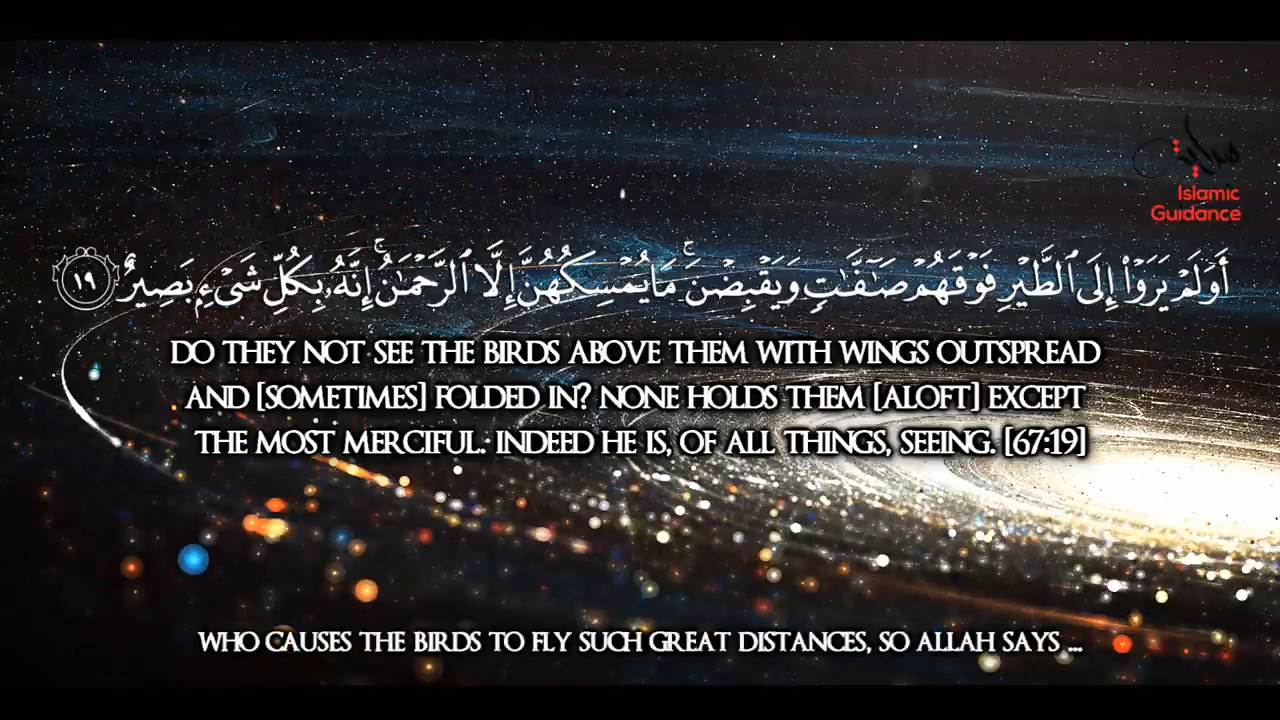 هداية
Islamic
Guidance
أَوَلَمْ يَرَوْا۟ إِلَى ٱلطَّيْرِ فَوْقَهُمْ صَـٰٓفَّـٰتٍ وَيَقْبِضْنَ ۚ مَا يُمْسِكُهُنَّ إِلَّا ٱلرَّحْمَـٰنُ ۚ إِنَّهُۥ بِكُلِّ شَىْءٍۭ بَصِيرٌ ١٩
DO THEY NOT SEE THE BIRDS ABOVE THEM WITH WINGS OUTSPREAD
AND [SOMETIMES] FOLDED IN? NONE HOLDS THEM [ALOFT] EXCEPT
THE MOST MERCIFUL.: INDEED HE IS, OF ALL THINGS, SEEING. [67:19]
WHO CAUSES THE BIRDS TO FLY SUCH GREAT DISTANCES, SO ALLAH SAYS ...